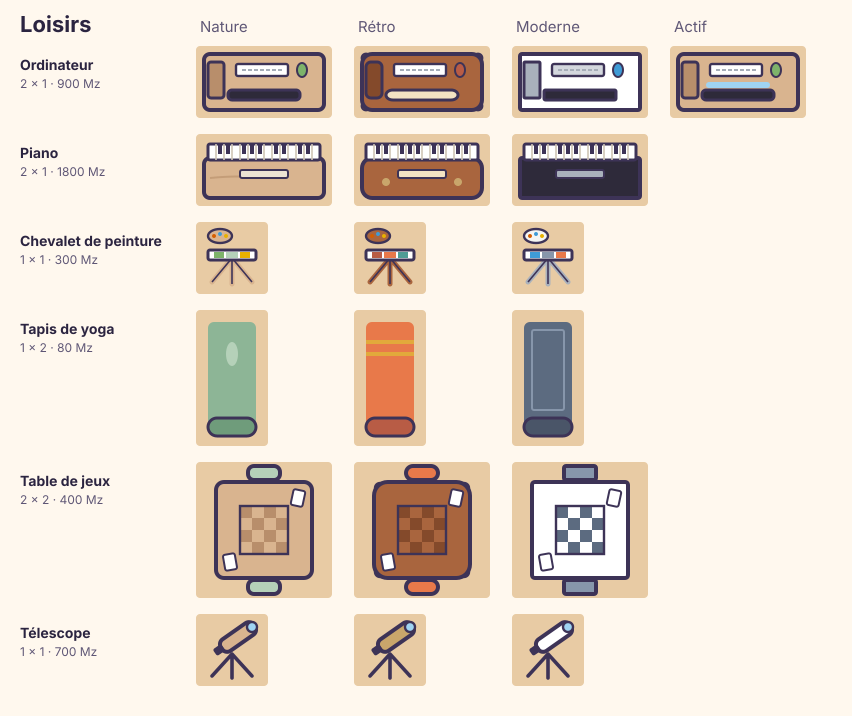 Loisirs
Nature
Rétro
Moderne
Actif
Ordinateur
2 × 1 · 900 Mz
Piano
2 × 1 · 1800 Mz
Chevalet de peinture
1 × 1 · 300 Mz
Tapis de yoga
1 × 2 · 80 Mz
Table de jeux
2 × 2 · 400 Mz
Télescope
1 × 1 · 700 Mz